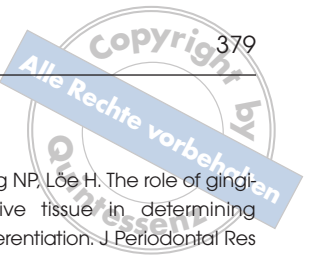 379
Copyright by
Alle Rechte vorbehalten
Quintessenz
g NP, Löe H. The role of gingi-
ive tissue in determining
erentiation. J Periodontal Res